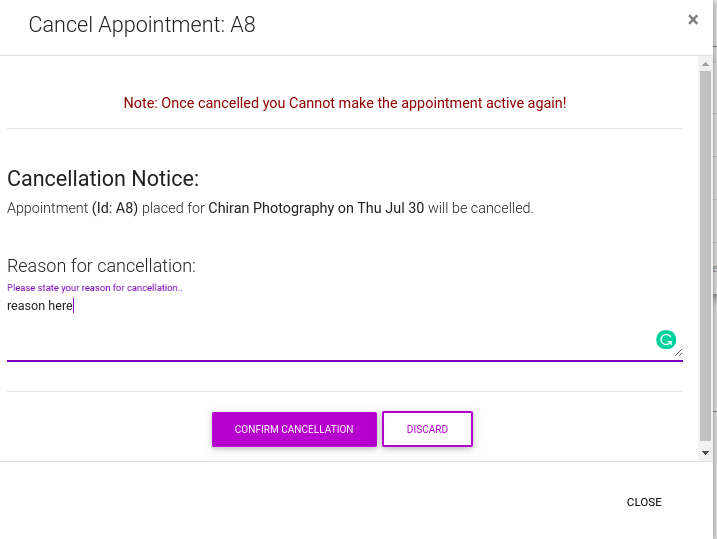 Cancel Appointment: A8
×
Note: Once cancelled you Cannot make the appointment active again!
Cancellation Notice:
Appointment (Id: A8) placed for Chiran Photography on Thu Jul 30 will be cancelled.
Reason for cancellation:
Please state your reason for cancellation..
reason here
CONFIRM CANCELLATION
DISCARD
CLOSE